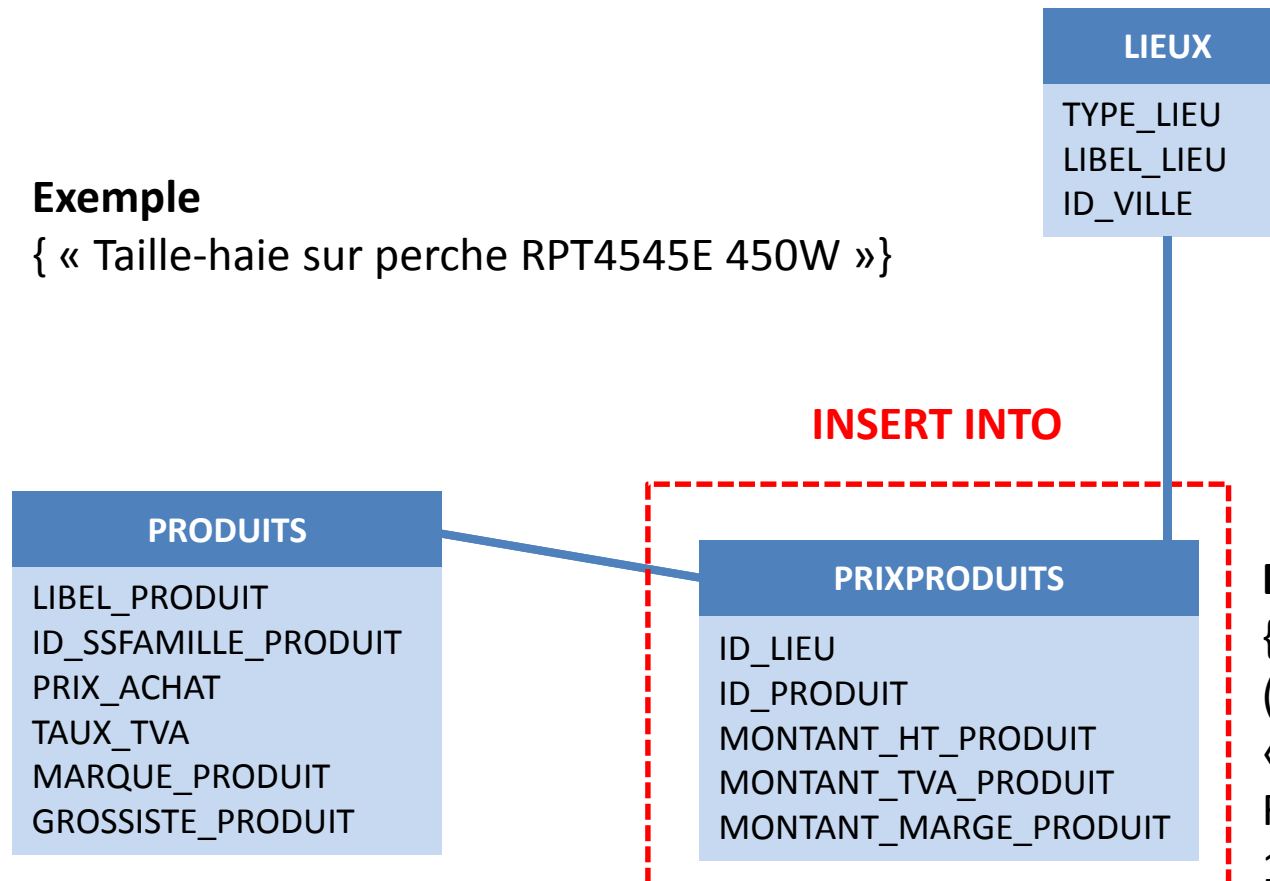 LIEUX
TYPE_LIEU
LIBEL_LIEU
ID_VILLE
Exemple
{ « Taille-haie sur perche RPT4545E 450W »}
INSERT INTO
PRODUITS
LIBEL_PRODUIT
ID_SSFAMILLE_PRODUIT
PRIX_ACHAT
TAUX_TVA
MARQUE_PRODUIT
GROSSISTE_PRODUIT
PRIXPRODUITS
ID_LIEU
ID_PRODUIT
MONTANT_HT_PRODUIT
MONTANT_TVA_PRODUIT
MONTANT_MARGE_PRODUIT
{
(
«